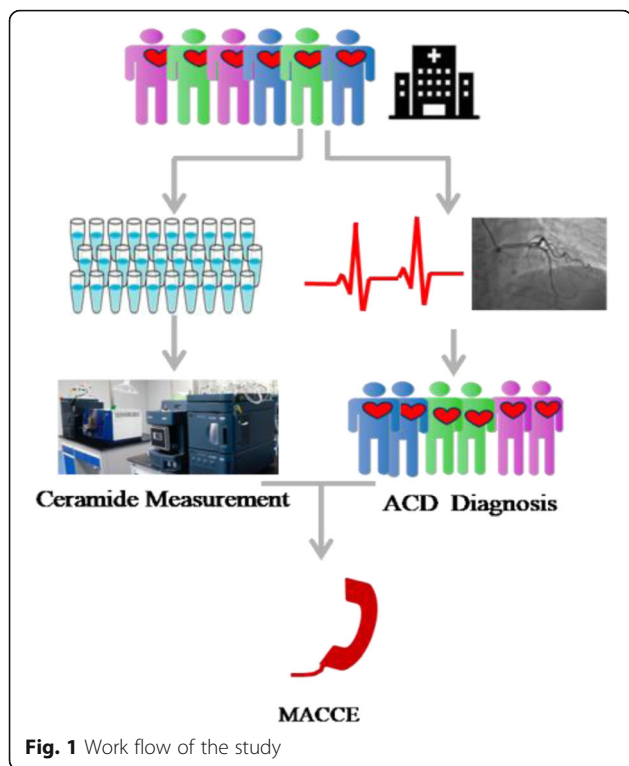 Ceramide Measurement
ACD Diagnosis
MACCE
Fig. 1 Work flow of the study